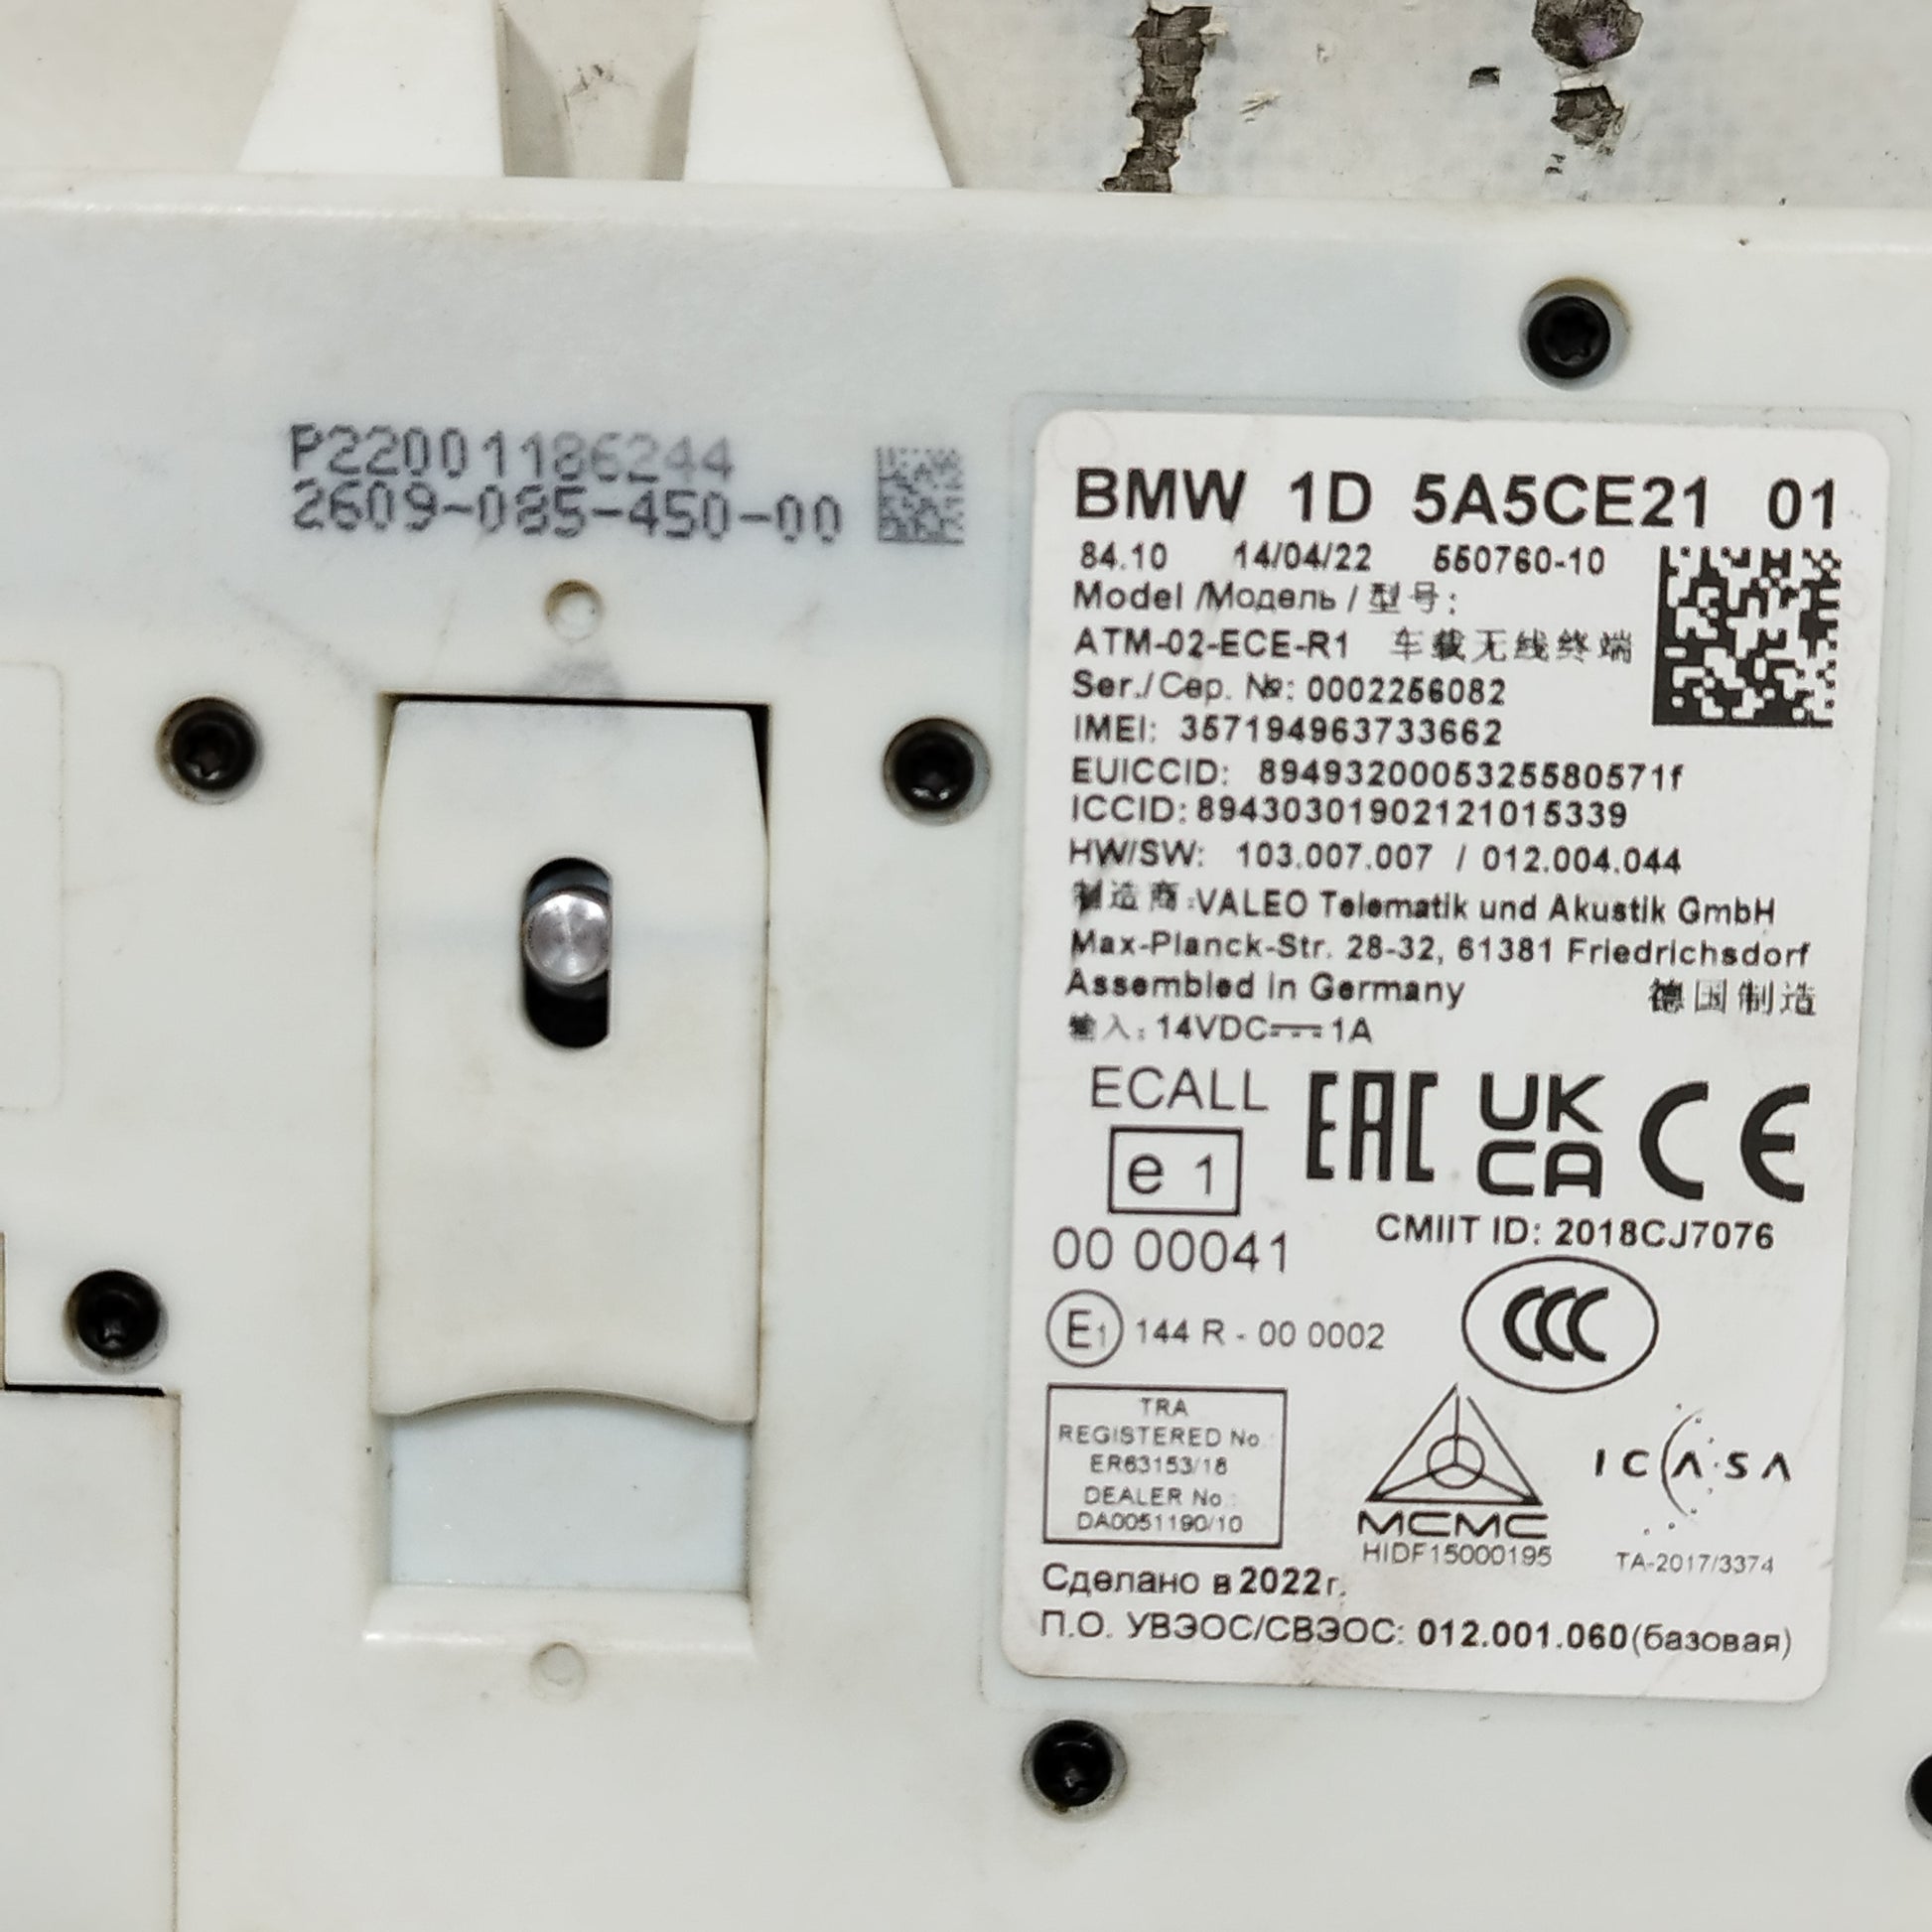 P22001186244
2609-085-450-00
BMW 1D 5A5CE21 01
84.10 14/04/22 550760-10
Model /Модель / 型号:
ATM-02-ECE-R1 车载无线终端
Ser./Сер. №: 0002256082
IMEI: 357194963733662
EUICCID: 8949320005325580571f
ICCID: 89430301902121015339
HW/SW: 103.007.007 / 012.004.044
制造商:VALEO Telematik und Akustik GmbH
Max-Planck-Str. 28-32, 61381 Friedrichsdorf
Assembled in Germany 德国制造
输入: 14VDC⎓1A
ECALL
EAC UK CA CE
e 1
CMIIT ID: 2018CJ7076
00 00041
CCC
E1 144 R - 00 0002
TRA
REGISTERED No:
ER63153/18
DEALER No:
DA0051190/10
MCMC
HIDF15000195
ICASA
TA-2017/3374
Сделано в 2022г.
П.О. УВЭОС/СВЭОС: 012.001.060(базовая)